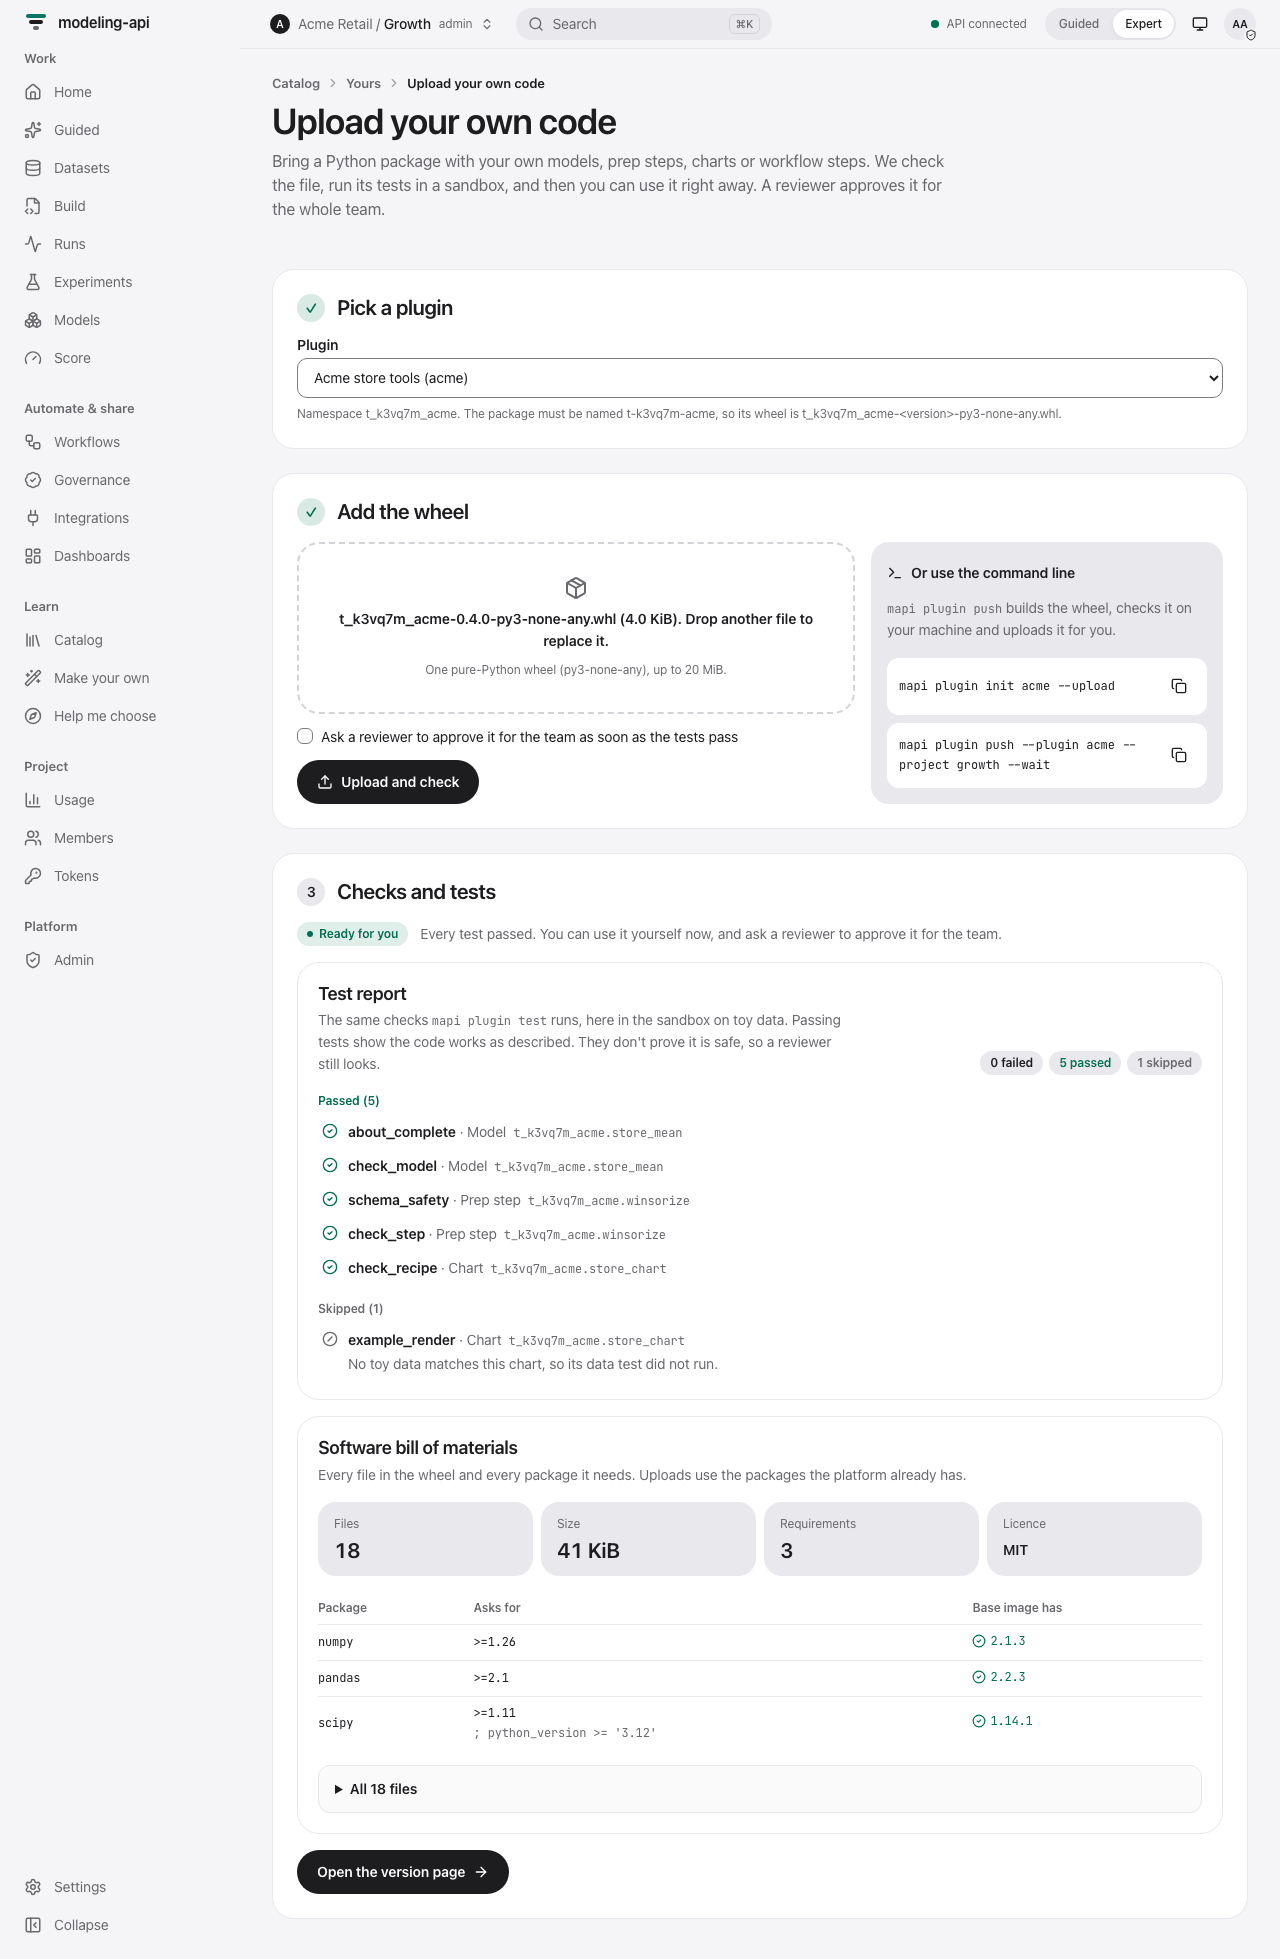 modeling-api
A Acme Retail / Growth admin
Search ⌘K
API connected
Guided Expert
AA
Work
Home
Guided
Datasets
Build
Runs
Experiments
Models
Score
Automate & share
Workflows
Governance
Integrations
Dashboards
Learn
Catalog
Make your own
Help me choose
Project
Usage
Members
Tokens
Platform
Admin
Settings
Collapse
Catalog > Yours > Upload your own code
Upload your own code
Bring a Python package with your own models, prep steps, charts or workflow steps. We check
the file, run its tests in a sandbox, and then you can use it right away. A reviewer approves it for
the whole team.
Pick a plugin
Plugin
Acme store tools (acme)
Namespace t_k3vq7m_acme. The package must be named t-k3vq7m-acme, so its wheel is t_k3vq7m_acme-<version>-py3-none-any.whl.
Add the wheel
t_k3vq7m_acme-0.4.0-py3-none-any.whl (4.0 KiB). Drop another file to
replace it.
One pure-Python wheel (py3-none-any), up to 20 MiB.
Ask a reviewer to approve it for the team as soon as the tests pass
Upload and check
Or use the command line
mapi plugin push builds the wheel, checks it on
your machine and uploads it for you.
mapi plugin init acme --upload
mapi plugin push --plugin acme --
project growth --wait
3 Checks and tests
Ready for you Every test passed. You can use it yourself now, and ask a reviewer to approve it for the team.
Test report
The same checks mapi plugin test runs, here in the sandbox on toy data. Passing
tests show the code works as described. They don't prove it is safe, so a reviewer
still looks.
0 failed 5 passed 1 skipped
Passed (5)
about_complete · Model t_k3vq7m_acme.store_mean
check_model · Model t_k3vq7m_acme.store_mean
schema_safety · Prep step t_k3vq7m_acme.winsorize
check_step · Prep step t_k3vq7m_acme.winsorize
check_recipe · Chart t_k3vq7m_acme.store_chart
Skipped (1)
example_render · Chart t_k3vq7m_acme.store_chart
No toy data matches this chart, so its data test did not run.
Software bill of materials
Every file in the wheel and every package it needs. Uploads use the packages the platform already has.
Files Size Requirements Licence
18 41 KiB 3 MIT
Package Asks for Base image has
numpy >=1.26 2.1.3
pandas >=2.1 2.2.3
scipy >=1.11 1.14.1
; python_version >= '3.12'
All 18 files
Open the version page